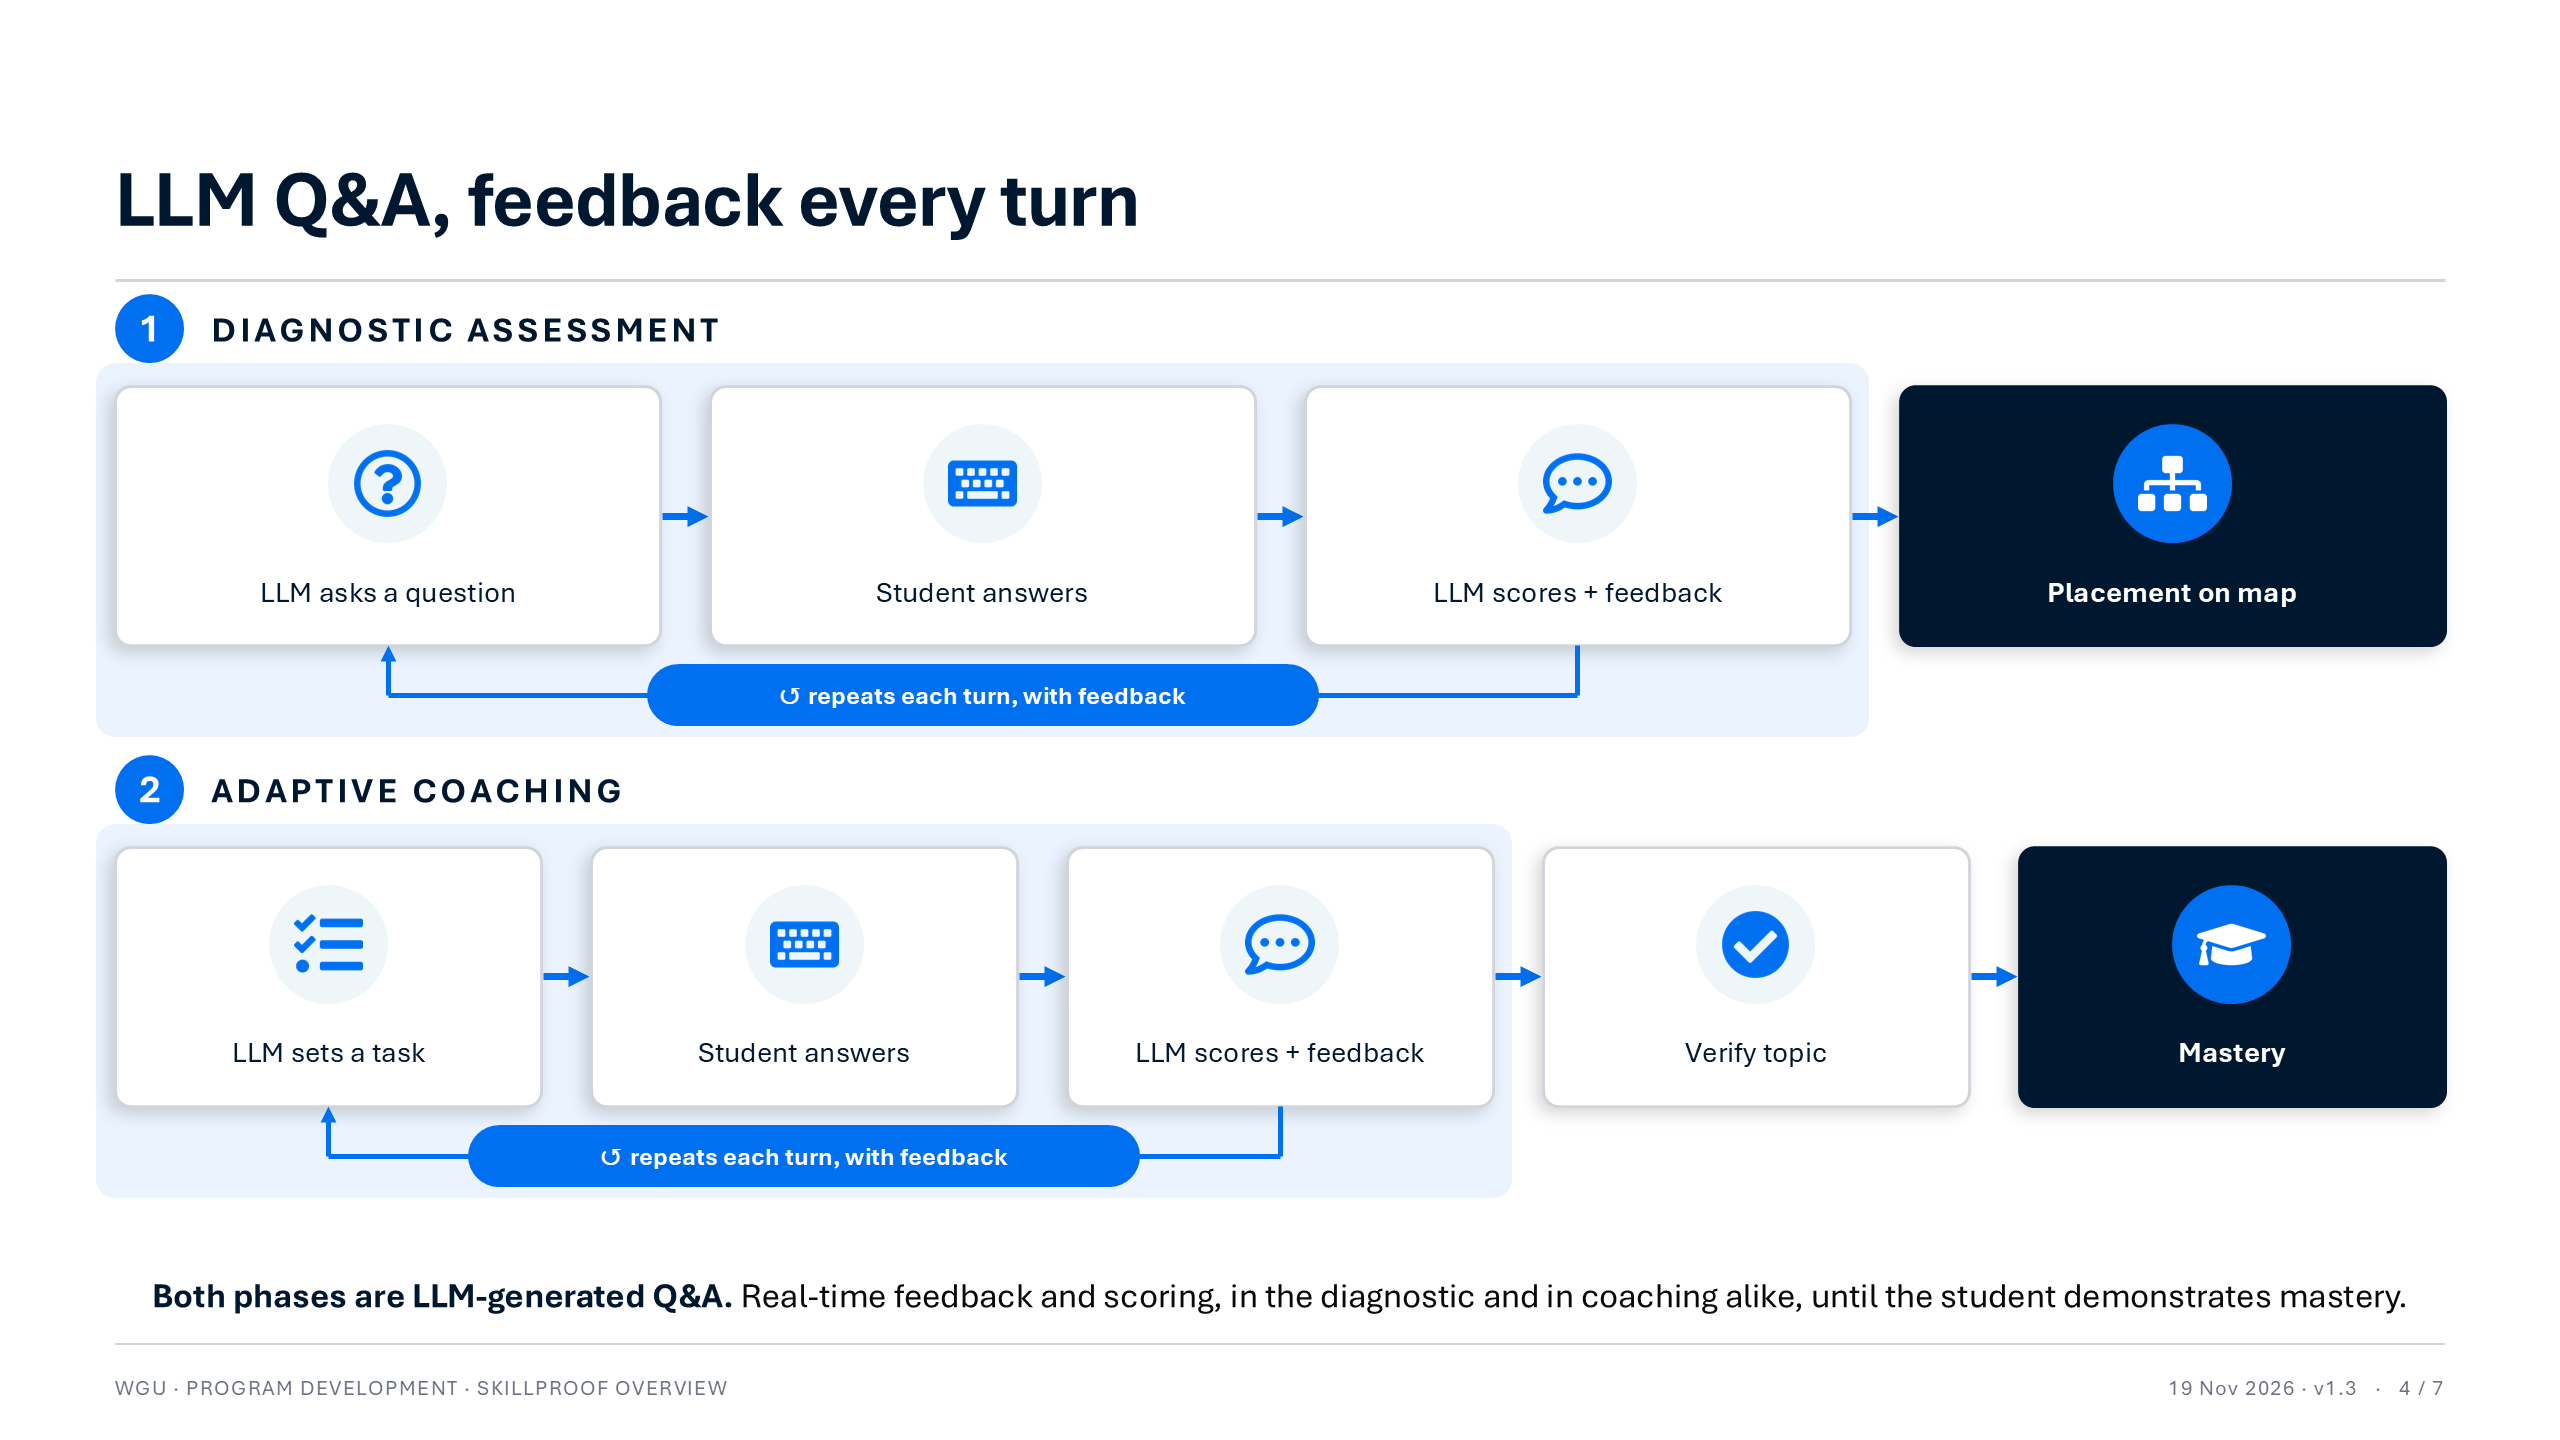 LLM Q&A, feedback every turn
1 DIAGNOSTIC ASSESSMENT
LLM asks a question
Student answers
LLM scores + feedback
Placement on map
↺ repeats each turn, with feedback
2 ADAPTIVE COACHING
LLM sets a task
Student answers
LLM scores + feedback
Verify topic
Mastery
↺ repeats each turn, with feedback
Both phases are LLM-generated Q&A. Real-time feedback and scoring, in the diagnostic and in coaching alike, until the student demonstrates mastery.
WGU · PROGRAM DEVELOPMENT · SKILLPROOF OVERVIEW
19 Nov 2026 · v1.3 · 4 / 7